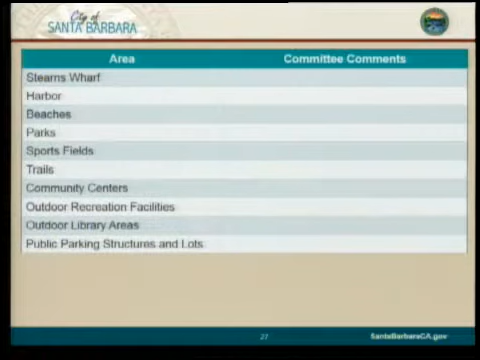 City of
SANTA BARBARA
Area Committee Comments
Stearns Wharf
Harbor
Beaches
Parks
Sports Fields
Trails
Community Centers
Outdoor Recreation Facilities
Outdoor Library Areas
Public Parking Structures and Lots
27 SantaBarbaraCA.gov